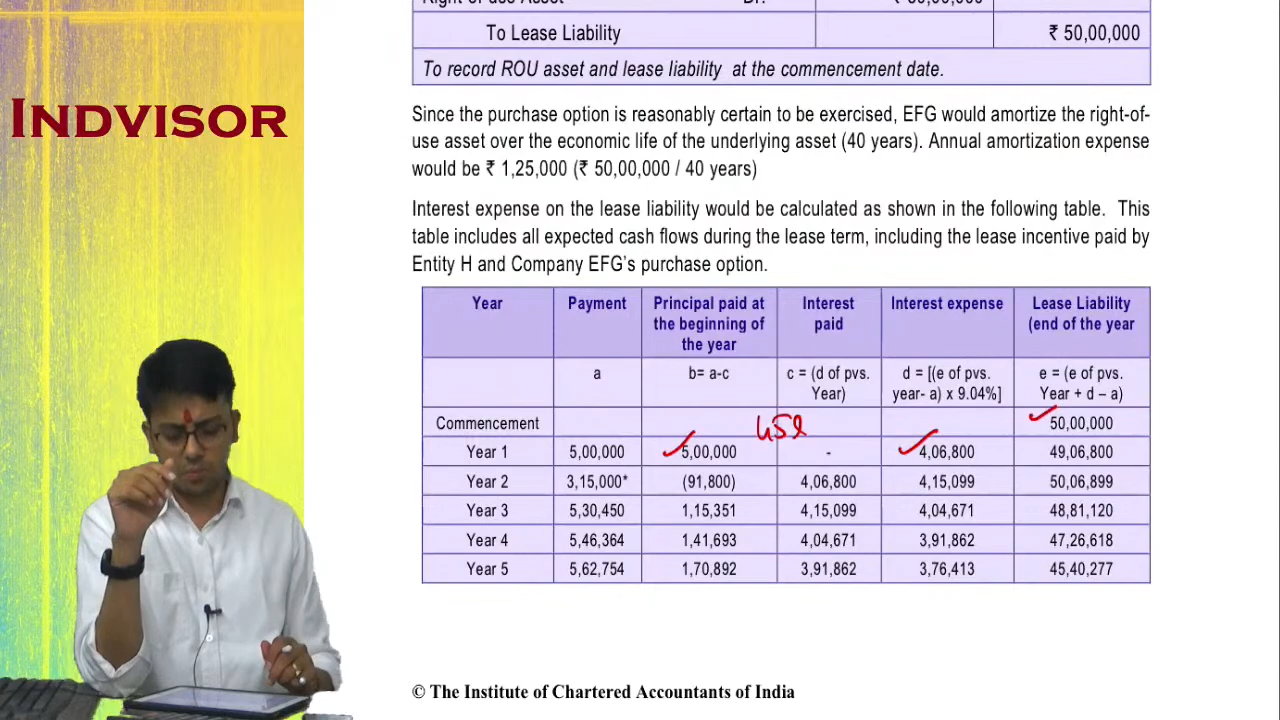 INDVISOR
To Lease Liability ₹ 50,00,000
To record ROU asset and lease liability at the commencement date.
Since the purchase option is reasonably certain to be exercised, EFG would amortize the right-of-
use asset over the economic life of the underlying asset (40 years). Annual amortization expense
would be ₹ 1,25,000 (₹ 50,00,000 / 40 years)
Interest expense on the lease liability would be calculated as shown in the following table. This
table includes all expected cash flows during the lease term, including the lease incentive paid by
Entity H and Company EFG's purchase option.
Year Payment Principal paid at Interest Interest expense Lease Liability
the beginning of paid (end of the year
the year
a b= a-c c = (d of pvs. d = [(e of pvs. e = (e of pvs.
Year) year- a) x 9.04%] Year + d – a)
Commencement 50,00,000
45l
Year 1 5,00,000 5,00,000 - 4,06,800 49,06,800
Year 2 3,15,000* (91,800) 4,06,800 4,15,099 50,06,899
Year 3 5,30,450 1,15,351 4,15,099 4,04,671 48,81,120
Year 4 5,46,364 1,41,693 4,04,671 3,91,862 47,26,618
Year 5 5,62,754 1,70,892 3,91,862 3,76,413 45,40,277
© The Institute of Chartered Accountants of India